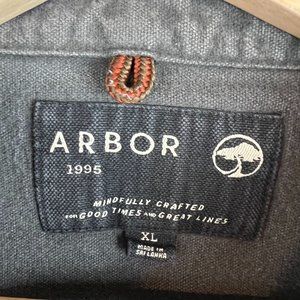 ARBOR
1995
MINDFULLY CRAFTED
FOR GOOD TIMES AND GREAT LINES
XL
MADE IN
SRI LANKA